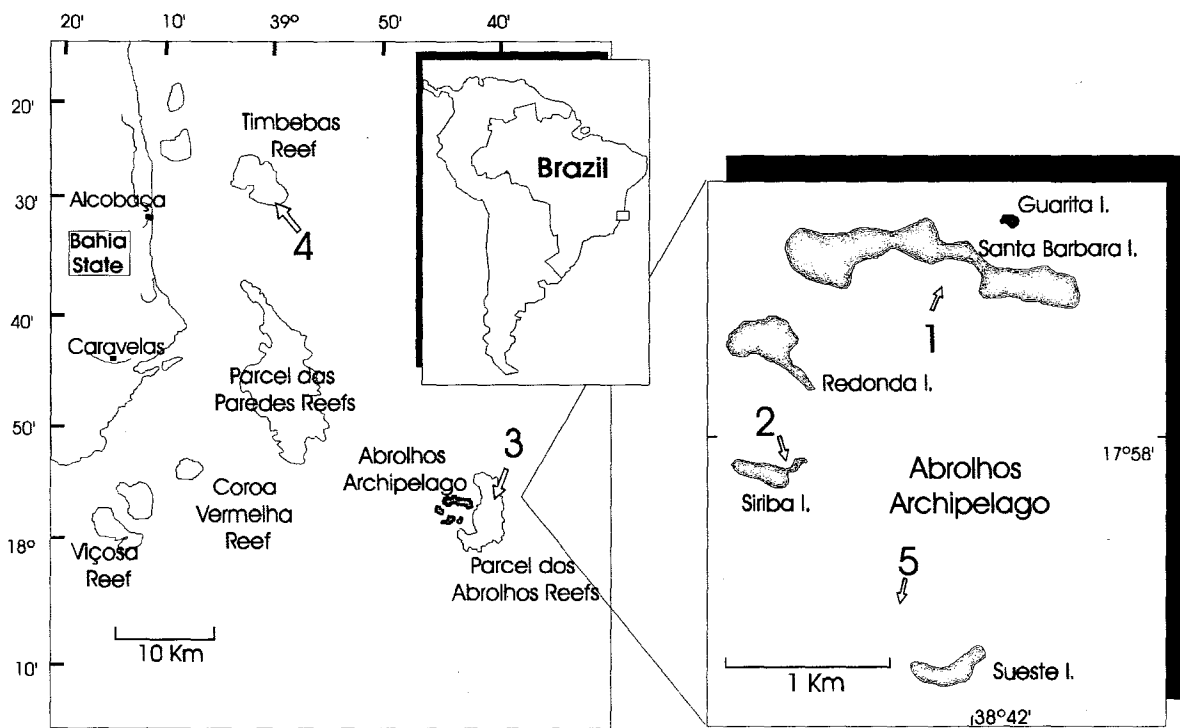 20' 10' 39° 50' 40'
20'
30'
40'
50'
18°
10'
Timbebas
Reef
4
Alcobaça
Bahia
State
Caravelas
Parcel das
Paredes Reefs
Coroa
Vermelha
Reef
Viçosa
Reef
Abrolhos
Archipelago
3
Parcel dos
Abrolhos Reefs
10 Km
Brazil
Guarita I.
Santa Barbara I.
1
Redonda I.
2
Siriba I.
Abrolhos
Archipelago
17°58'
5
Sueste I.
1 Km
38°42'